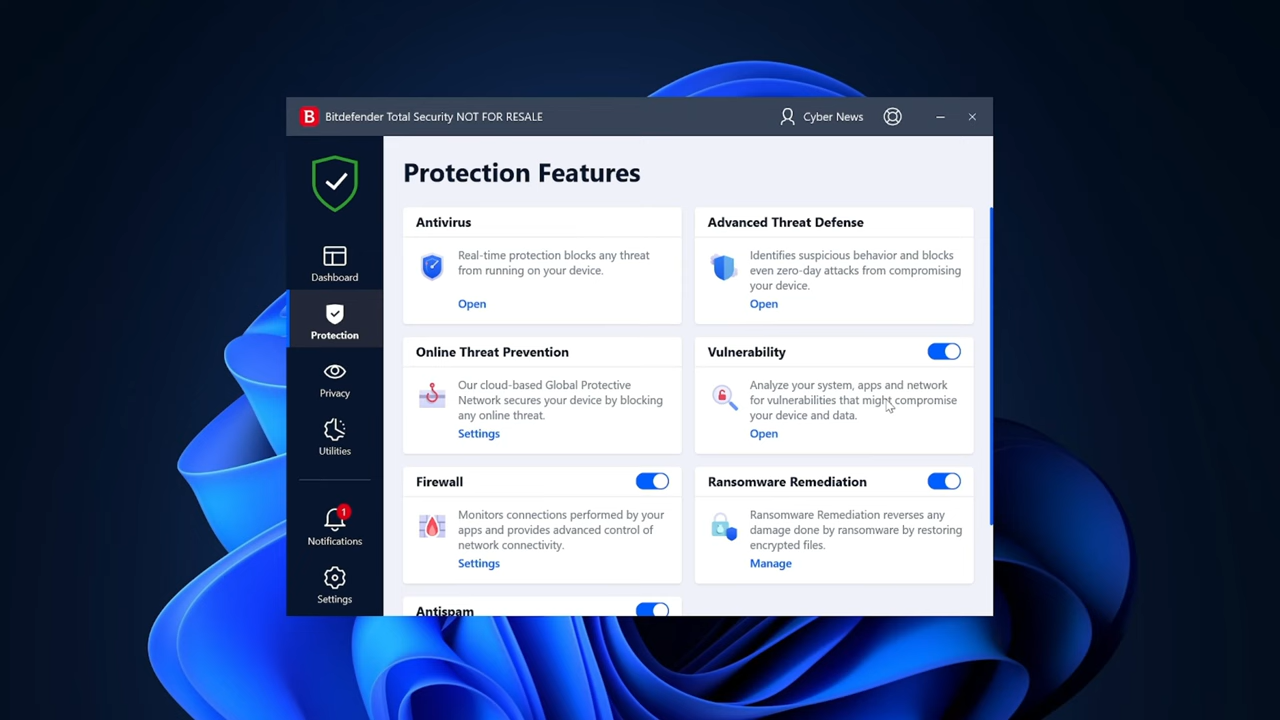 B Bitdefender Total Security NOT FOR RESALE
Cyber News
Dashboard
Protection
Privacy
Utilities
1
Notifications
Settings
Protection Features
Antivirus
Real-time protection blocks any threat
from running on your device.
Open
Advanced Threat Defense
Identifies suspicious behavior and blocks
even zero-day attacks from compromising
your device.
Open
Online Threat Prevention
Our cloud-based Global Protective
Network secures your device by blocking
any online threat.
Settings
Vulnerability
Analyze your system, apps and network
for vulnerabilities that might compromise
your device and data.
Open
Firewall
Monitors connections performed by your
apps and provides advanced control of
network connectivity.
Settings
Ransomware Remediation
Ransomware Remediation reverses any
damage done by ransomware by restoring
encrypted files.
Manage
Antispam